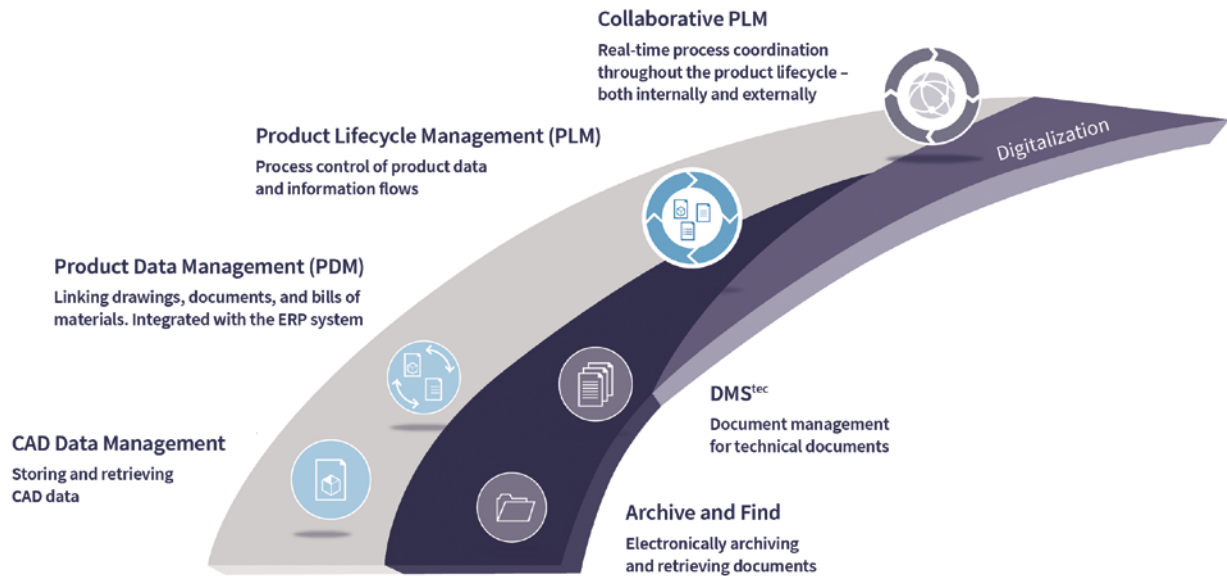 Collaborative PLM
Real-time process coordination
throughout the product lifecycle –
both internally and externally
Digitalization
Product Lifecycle Management (PLM)
Process control of product data
and information flows
Product Data Management (PDM)
Linking drawings, documents, and bills of
materials. Integrated with the ERP system
DMStec
Document management
for technical documents
CAD Data Management
Storing and retrieving
CAD data
Archive and Find
Electronically archiving
and retrieving documents